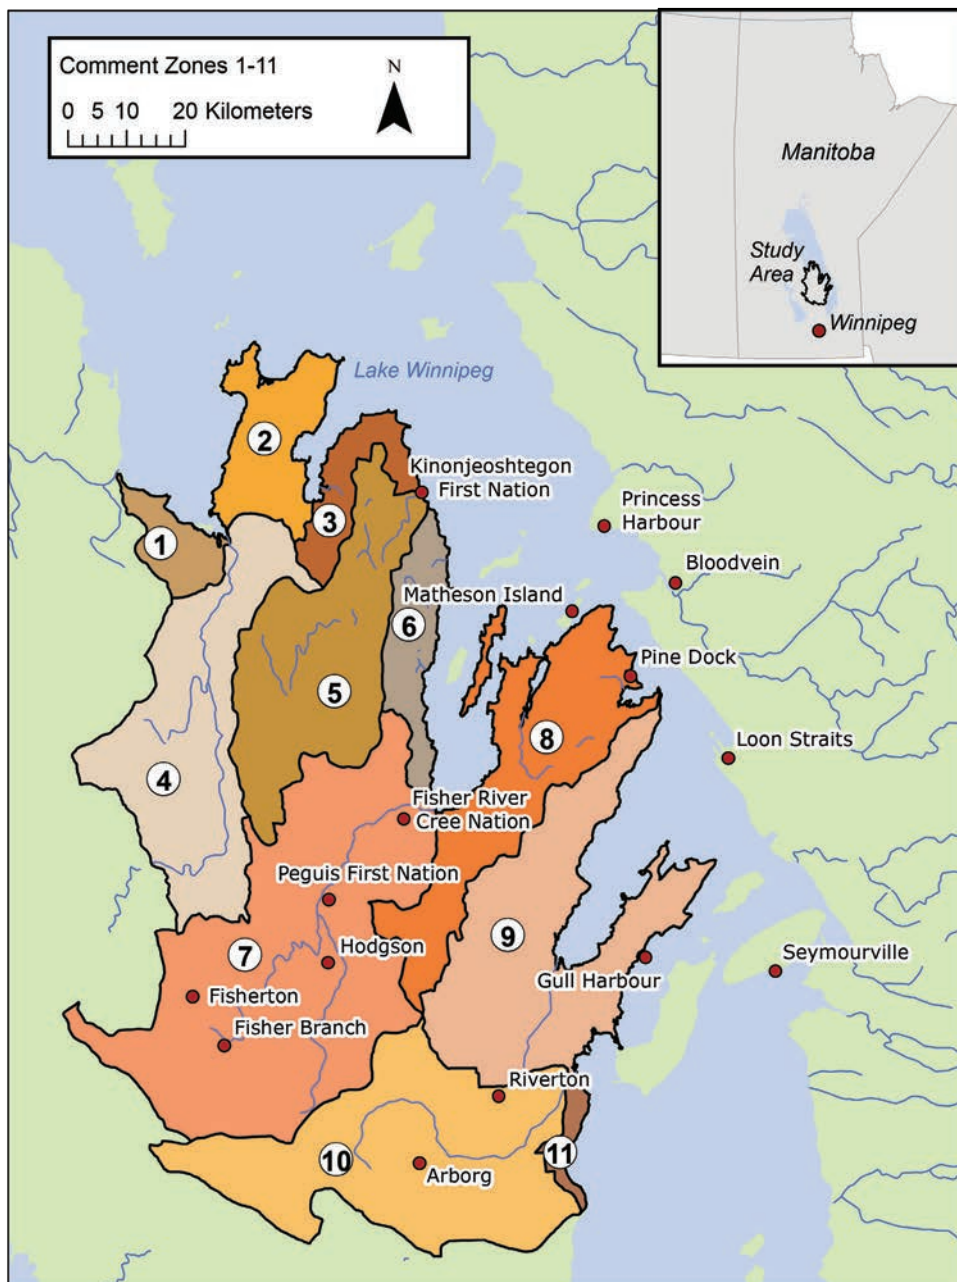 Comment Zones 1-11
N
0 5 10 20 Kilometers
Manitoba
Study
Area
Winnipeg
Lake Winnipeg
2
Kinonjeoshtegon
First Nation
3
1
Princess
Harbour
Bloodvein
Matheson Island
6
Pine Dock
5
8
Loon Straits
4
Fisher River
Cree Nation
Peguis First Nation
9
7
Hodgson
Seymourville
Gull Harbour
Fisherton
Fisher Branch
Riverton
10
11
Arborg